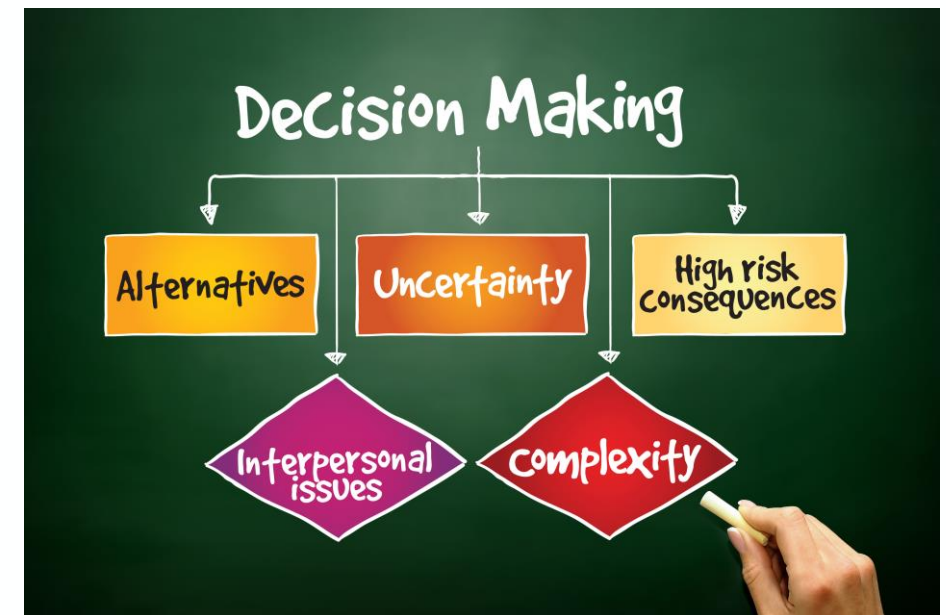 Decision Making
Alternatives
Uncertainty
High risk
consequences
Interpersonal
issues
Complexity